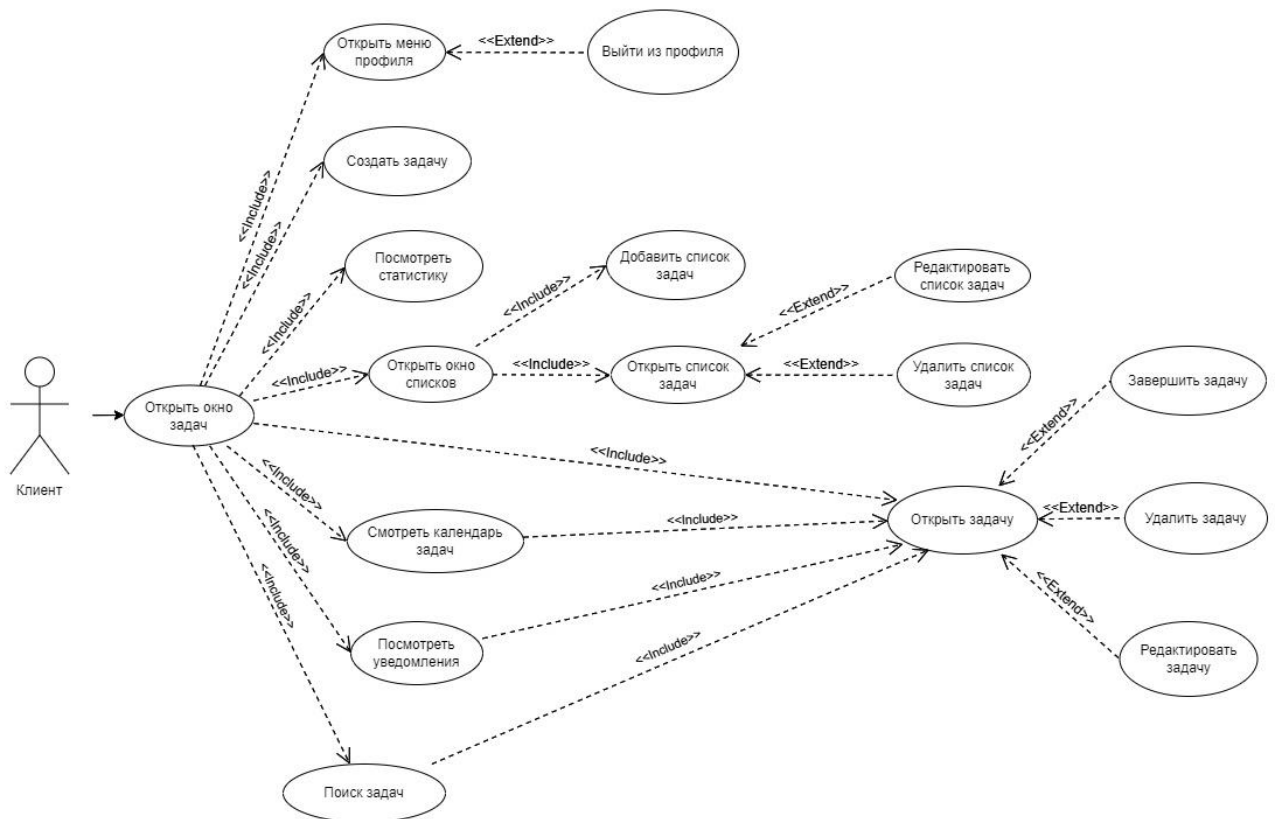 Открыть меню
профиля
<<Extend>>
Выйти из профиля
<<Include>>
Создать задачу
<<Include>>
Посмотреть
статистику
<<Include>>
Добавить список
задач
<<Include>>
Редактировать
список задач
<<Extend>>
Открыть окно
списков
<<Include>>
<<Include>>
Открыть список
задач
<<Extend>>
Удалить список
задач
Завершить задачу
<<Extend>>
Клиент
Открыть окно
задач
<<Include>>
<<Include>>
Смотреть календарь
задач
<<Include>>
Открыть задачу
<<Extend>>
Удалить задачу
<<Include>>
Посмотреть
уведомления
<<Include>>
<<Extend>>
Редактировать
задачу
<<Include>>
<<Include>>
Поиск задач